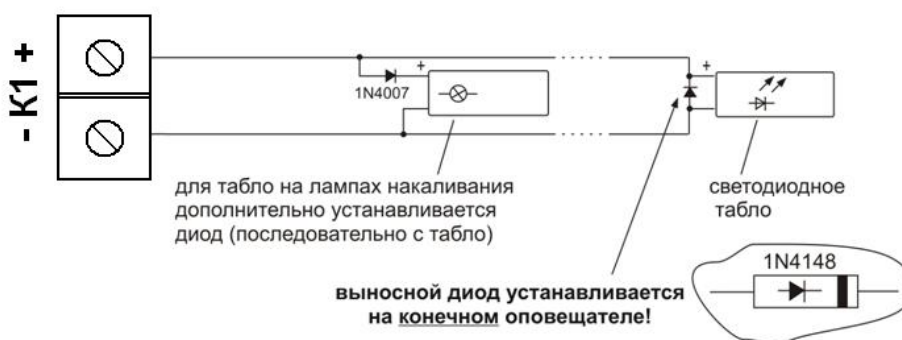 - К1 +
+
1N4007
+
для табло на лампах накаливания
дополнительно устанавливается
диод (последовательно с табло)
светодиодное
табло
1N4148
выносной диод устанавливается
на конечном оповещателе!